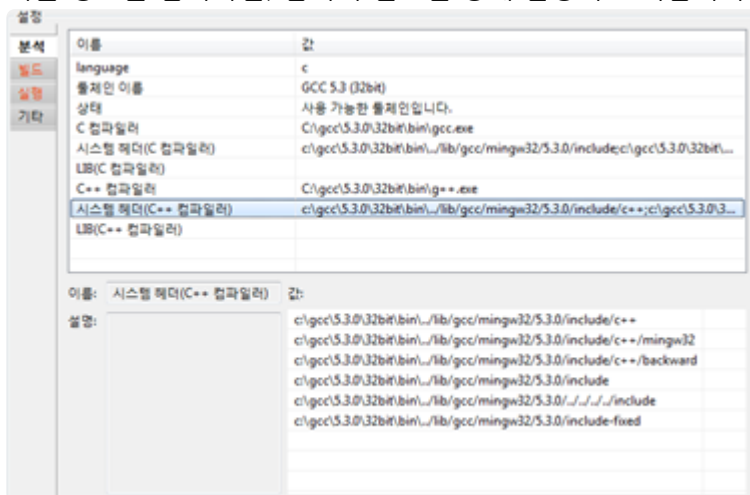 설정
분석
빌드
실행
기타
이름 값
language c
툴체인 이름 GCC 5.3 (32bit)
상태 사용 가능한 툴체인입니다.
C 컴파일러 C:\gcc\5.3.0\32bit\bin\gcc.exe
시스템 헤더(C 컴파일러) c:\gcc\5.3.0\32bit\bin\../lib/gcc/mingw32/5.3.0/include;c:\gcc\5.3.0\32bit\...
LIB(C 컴파일러)
C++ 컴파일러 C:\gcc\5.3.0\32bit\bin\g++.exe
시스템 헤더(C++ 컴파일러) c:\gcc\5.3.0\32bit\bin\../lib/gcc/mingw32/5.3.0/include/c++;c:\gcc\5.3.0\3...
LIB(C++ 컴파일러)
이름: 시스템 헤더(C++ 컴파일러) 값:
설명:
c:\gcc\5.3.0\32bit\bin\../lib/gcc/mingw32/5.3.0/include/c++
c:\gcc\5.3.0\32bit\bin\../lib/gcc/mingw32/5.3.0/include/c++/mingw32
c:\gcc\5.3.0\32bit\bin\../lib/gcc/mingw32/5.3.0/include/c++/backward
c:\gcc\5.3.0\32bit\bin\../lib/gcc/mingw32/5.3.0/include
c:\gcc\5.3.0\32bit\bin\../lib/gcc/mingw32/5.3.0/../../../../include
c:\gcc\5.3.0\32bit\bin\../lib/gcc/mingw32/5.3.0/include-fixed